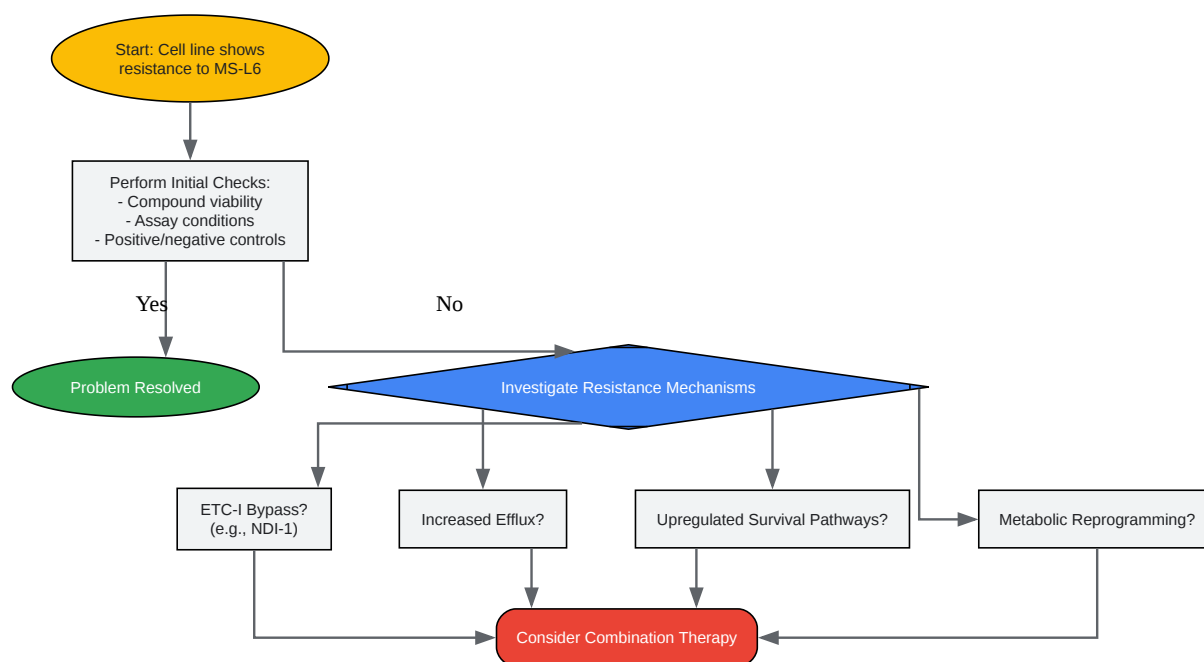 Start: Cell line shows
resistance to MS-L6
Perform Initial Checks:
- Compound viability
- Assay conditions
- Positive/negative controls
Yes
No
Problem Resolved
Investigate Resistance Mechanisms
ETC-I Bypass?
(e.g., NDI-1)
Increased Efflux?
Upregulated Survival Pathways?
Metabolic Reprogramming?
Consider Combination Therapy